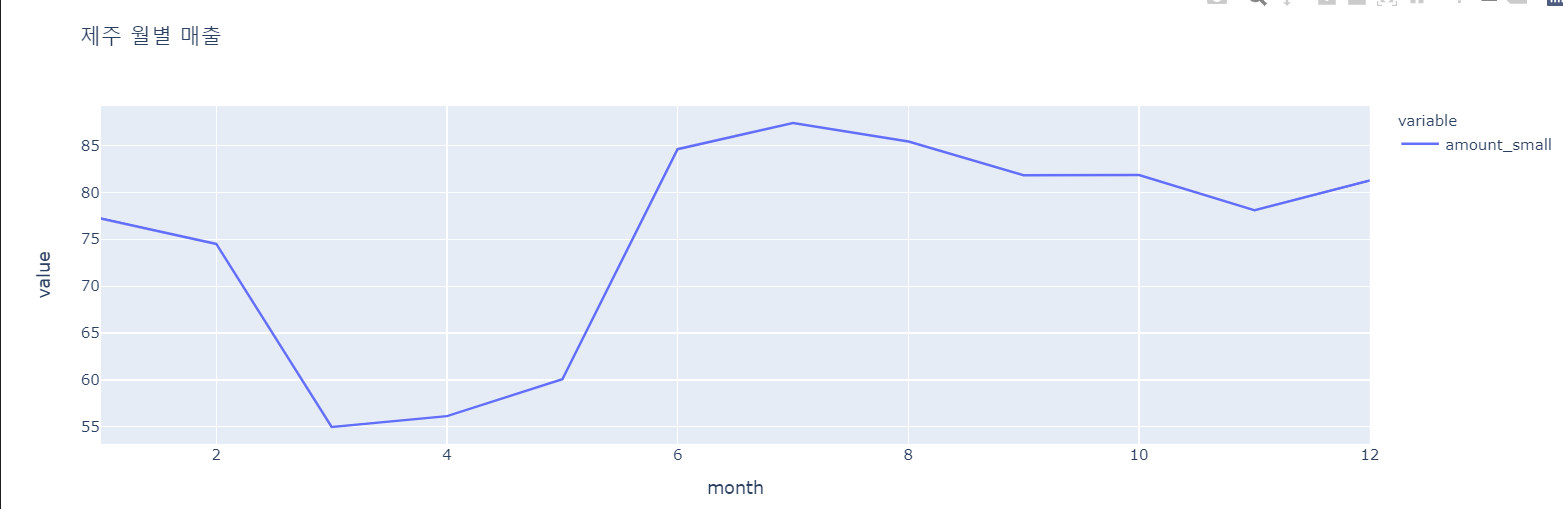 제주 월별 매출
variable
amount_small
value
85
80
75
70
65
60
55
2 4 6 8 10 12
month